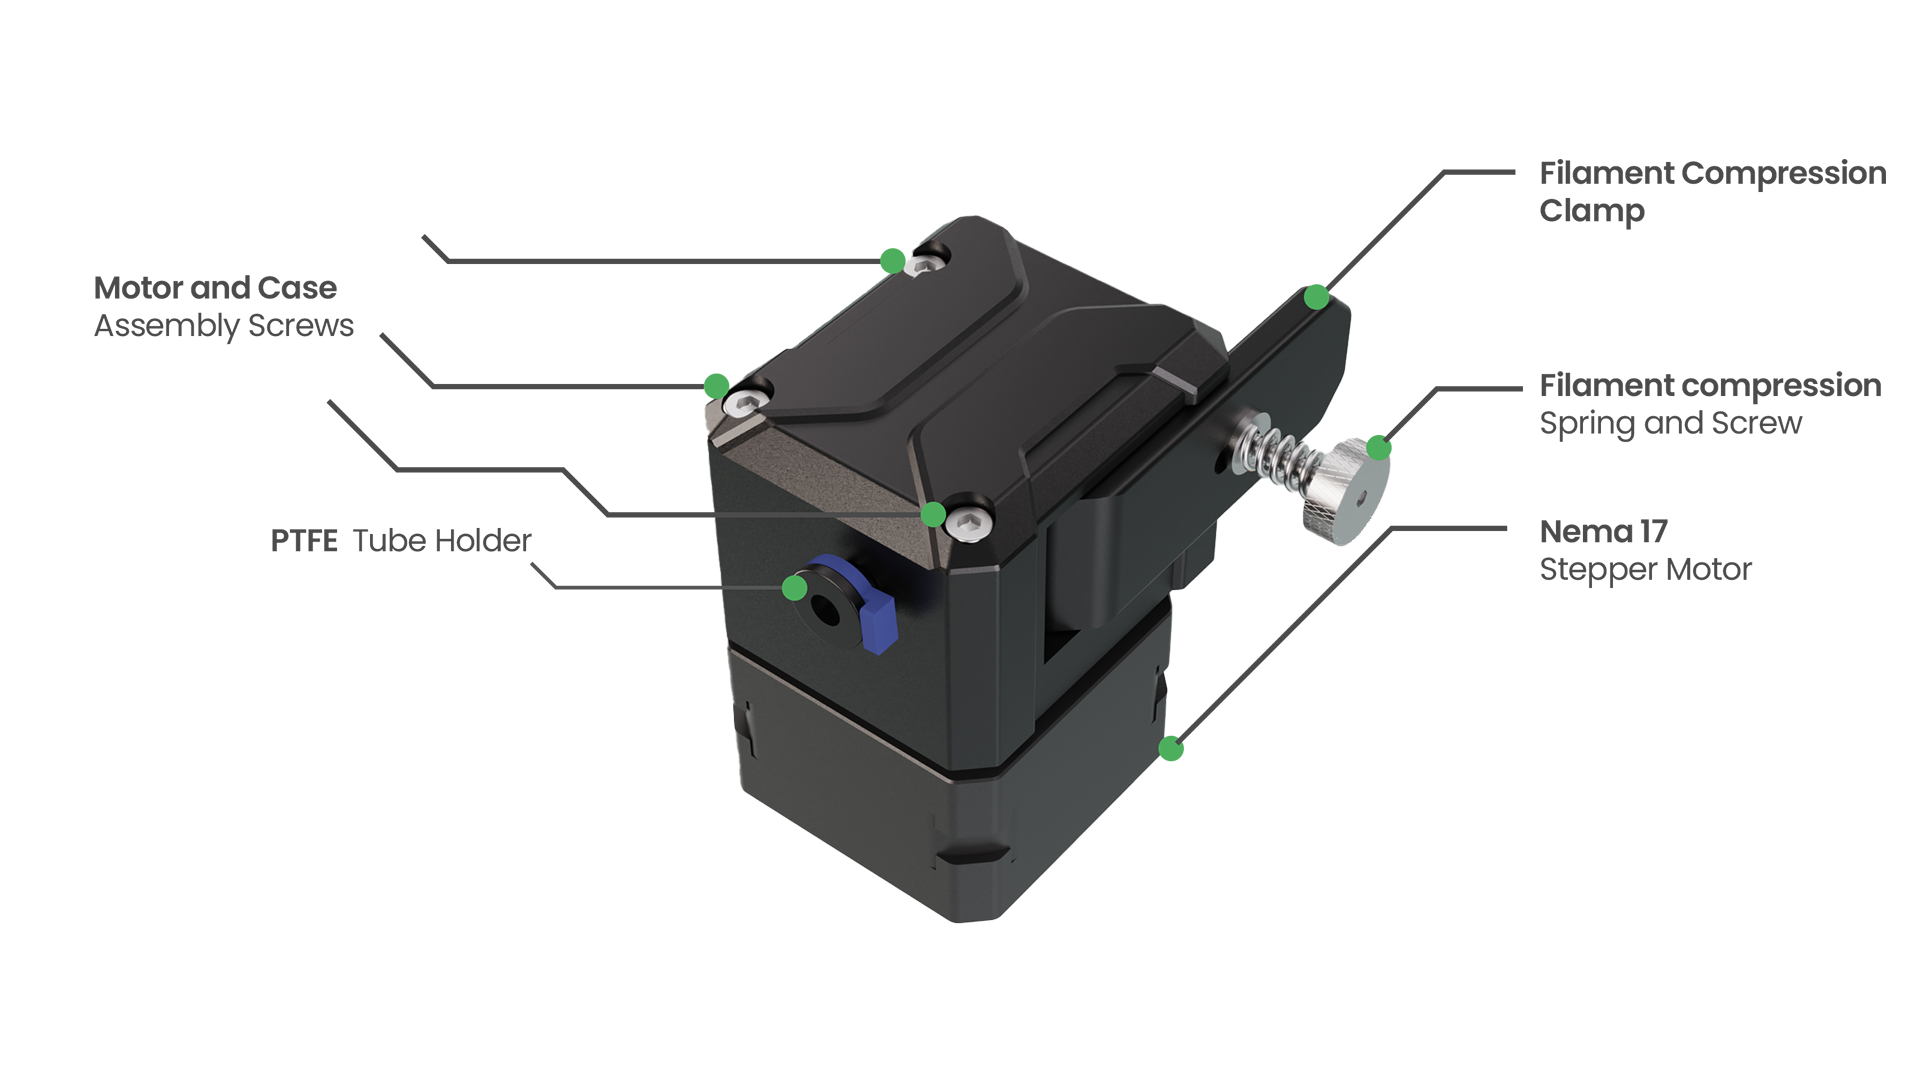 Motor and Case
Assembly Screws
PTFE Tube Holder
Filament Compression
Clamp
Filament compression
Spring and Screw
Nema 17
Stepper Motor